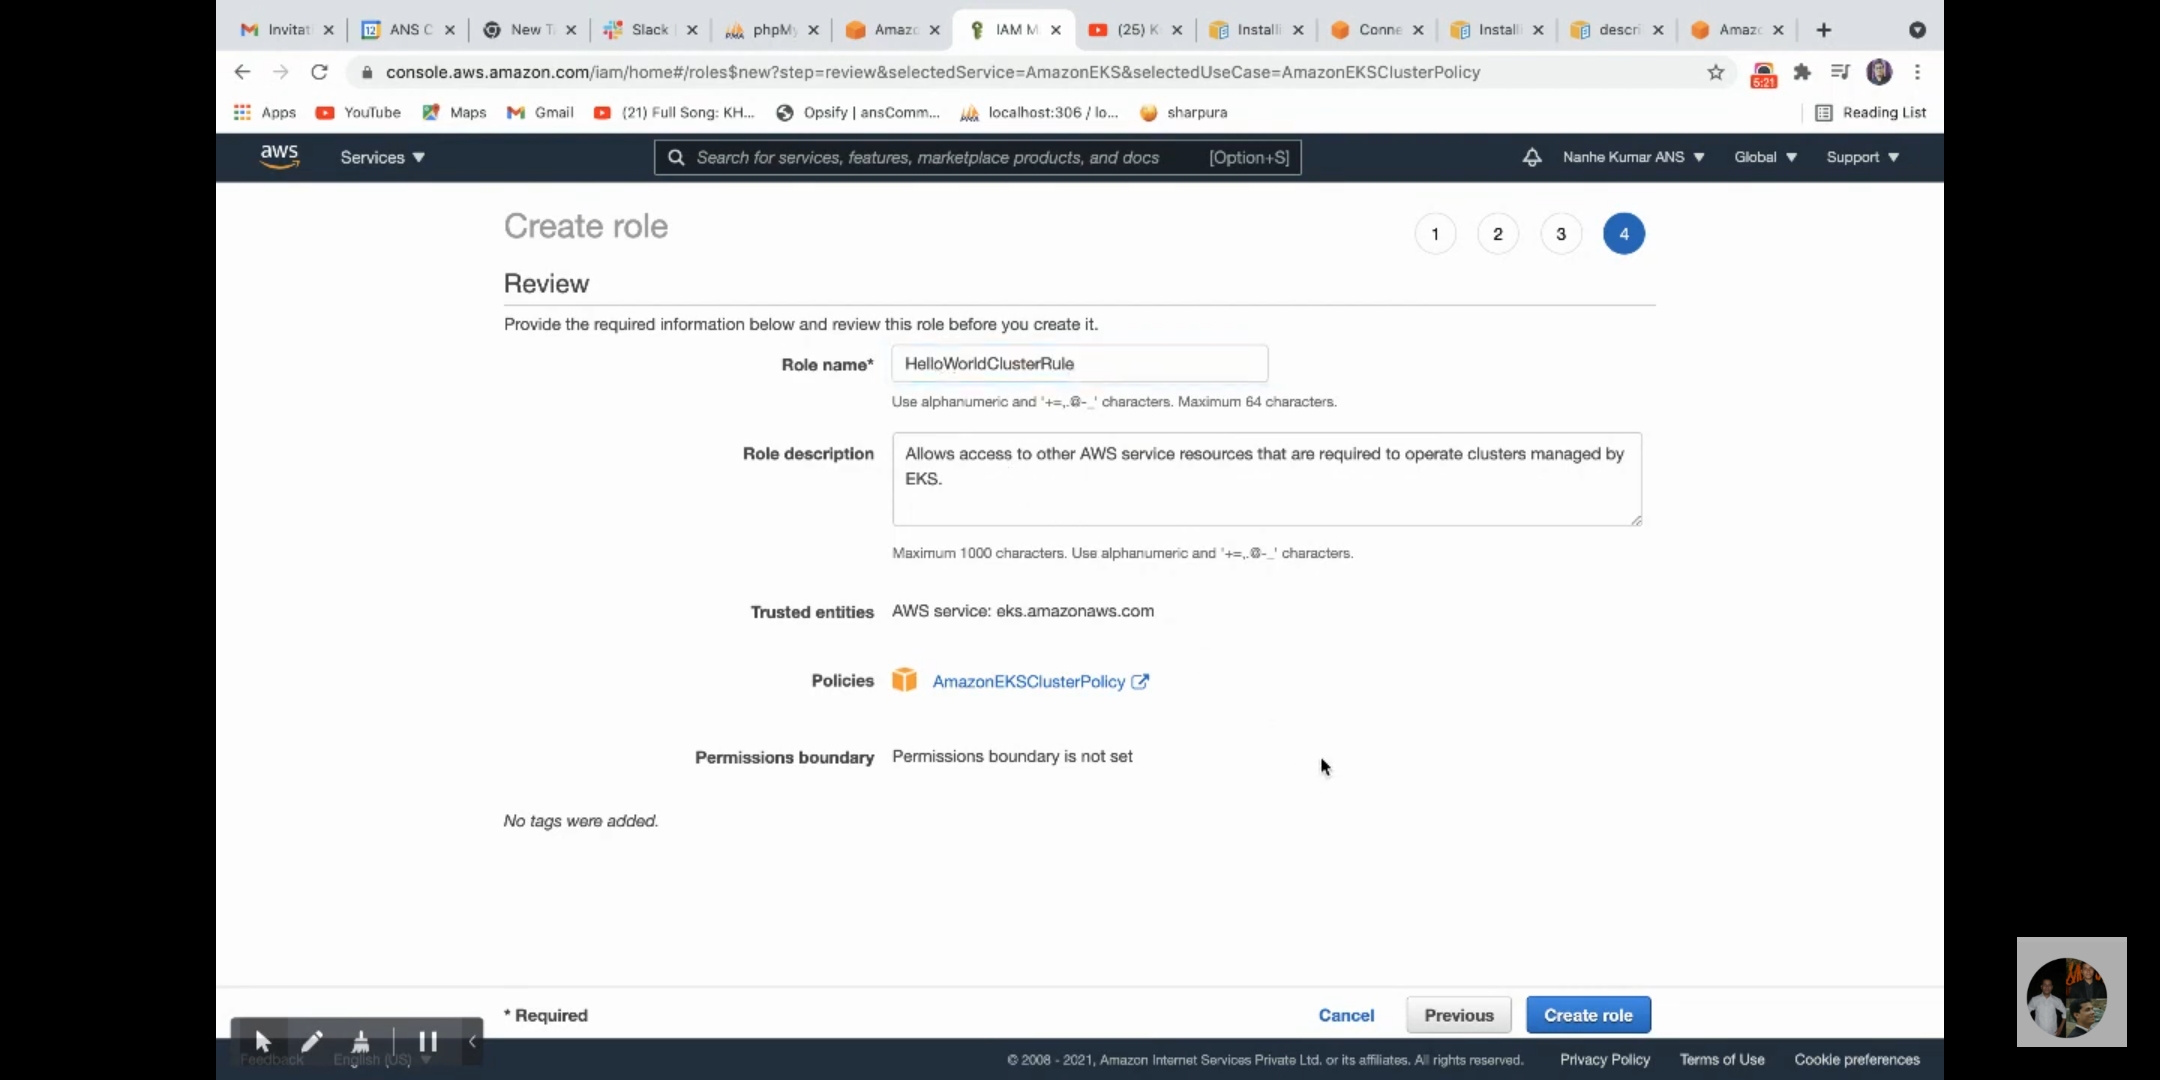 Invitat
ANS C
New T
Slack
phpMy
Amazo
IAM M
(25) K
Installi
Conne
Installi
descri
Amazo
console.aws.amazon.com/iam/home#/roles$new?step=review&selectedService=AmazonEKS&selectedUseCase=AmazonEKSClusterPolicy
5:21
Apps
YouTube
Maps
Gmail
(21) Full Song: KH...
Opsify | ansComm...
localhost:306 / lo...
sharpura
Reading List
aws
Services
Search for services, features, marketplace products, and docs
[Option+S]
Nanhe Kumar ANS
Global
Support
Create role
1
2
3
4
Review
Provide the required information below and review this role before you create it.
Role name*
HelloWorldClusterRule
Use alphanumeric and '+=,.@-_' characters. Maximum 64 characters.
Role description
Allows access to other AWS service resources that are required to operate clusters managed by
EKS.
Maximum 1000 characters. Use alphanumeric and '+=,.@-_' characters.
Trusted entities
AWS service: eks.amazonaws.com
Policies
AmazonEKSClusterPolicy
Permissions boundary
Permissions boundary is not set
No tags were added.
* Required
Cancel
Previous
Create role
Feedback
English (US)
© 2008 - 2021, Amazon Internet Services Private Ltd. or its affiliates. All rights reserved.
Privacy Policy
Terms of Use
Cookie preferences